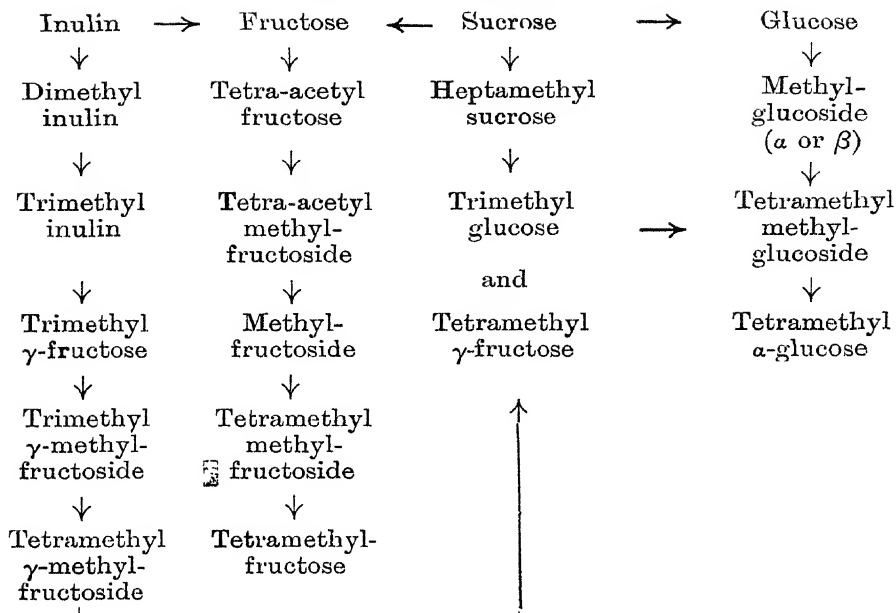 Inulin → Fructose ← Sucrose → Glucose
↓ ↓ ↓ ↓
Dimethyl Tetra-acetyl Heptamethyl Methyl-
inulin fructose sucrose glucoside
(α or β)
↓ ↓ ↓ ↓
Trimethyl Tetra-acetyl Trimethyl Tetramethyl
inulin methyl- glucose → methyl-
fructoside glucoside
↓ ↓ and ↓
Trimethyl Methyl- Tetramethyl Tetramethyl
γ-fructose fructoside γ-fructose α-glucose
↓ ↓ ↑
Trimethyl Tetramethyl
γ-methyl- methyl-
fructoside fructoside
↓ ↓
Tetramethyl Tetramethyl-
γ-methyl- fructose
fructoside